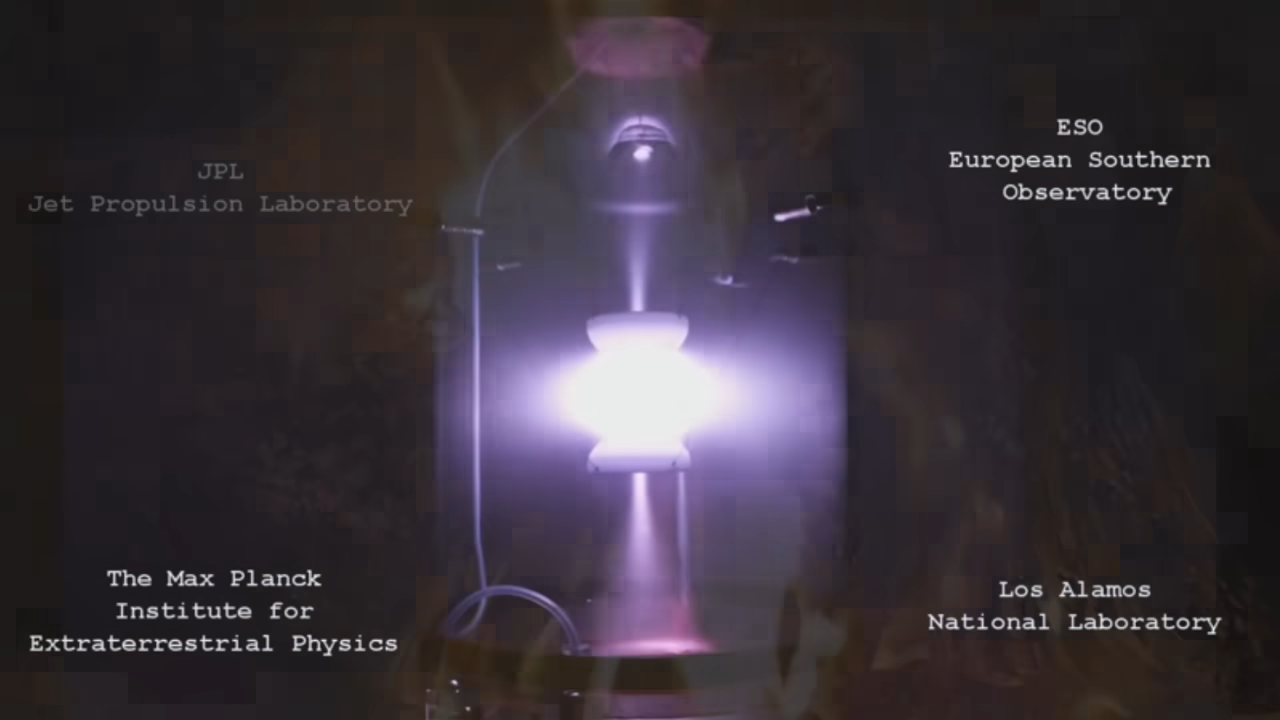 JPL
Jet Propulsion Laboratory
ESO
European Southern
Observatory
The Max Planck
Institute for
Extraterrestrial Physics
Los Alamos
National Laboratory